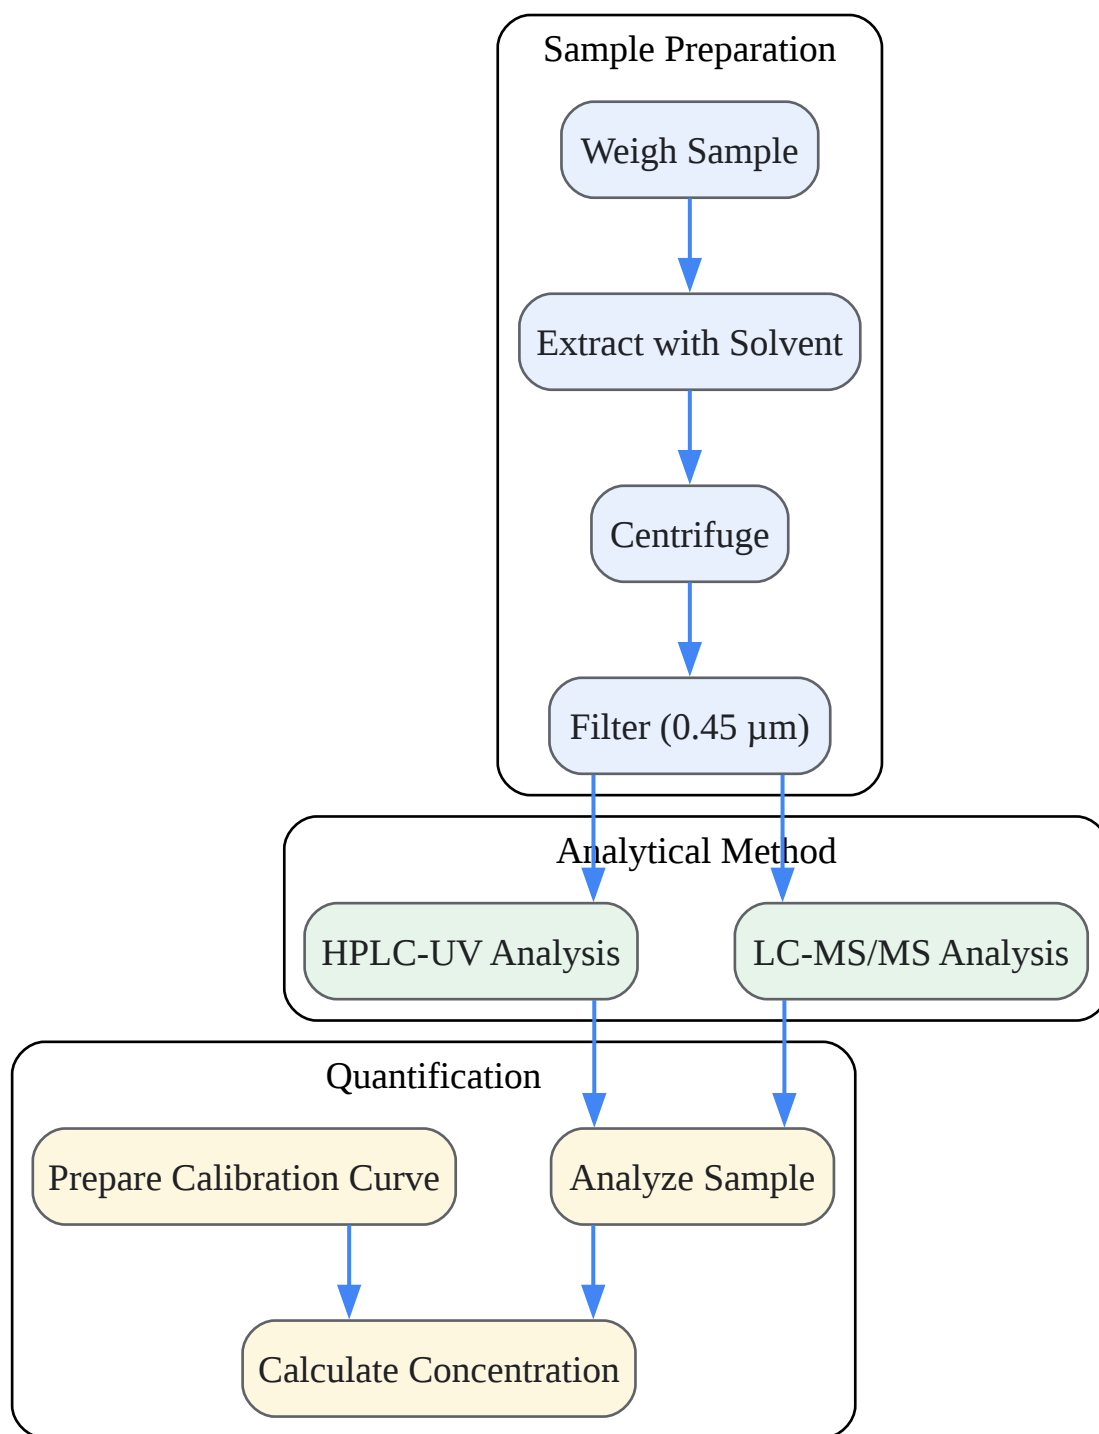 Sample Preparation
Weigh Sample
Extract with Solvent
Centrifuge
Filter (0.45 µm)
Analytical Method
HPLC-UV Analysis
LC-MS/MS Analysis
Quantification
Prepare Calibration Curve
Analyze Sample
Calculate Concentration